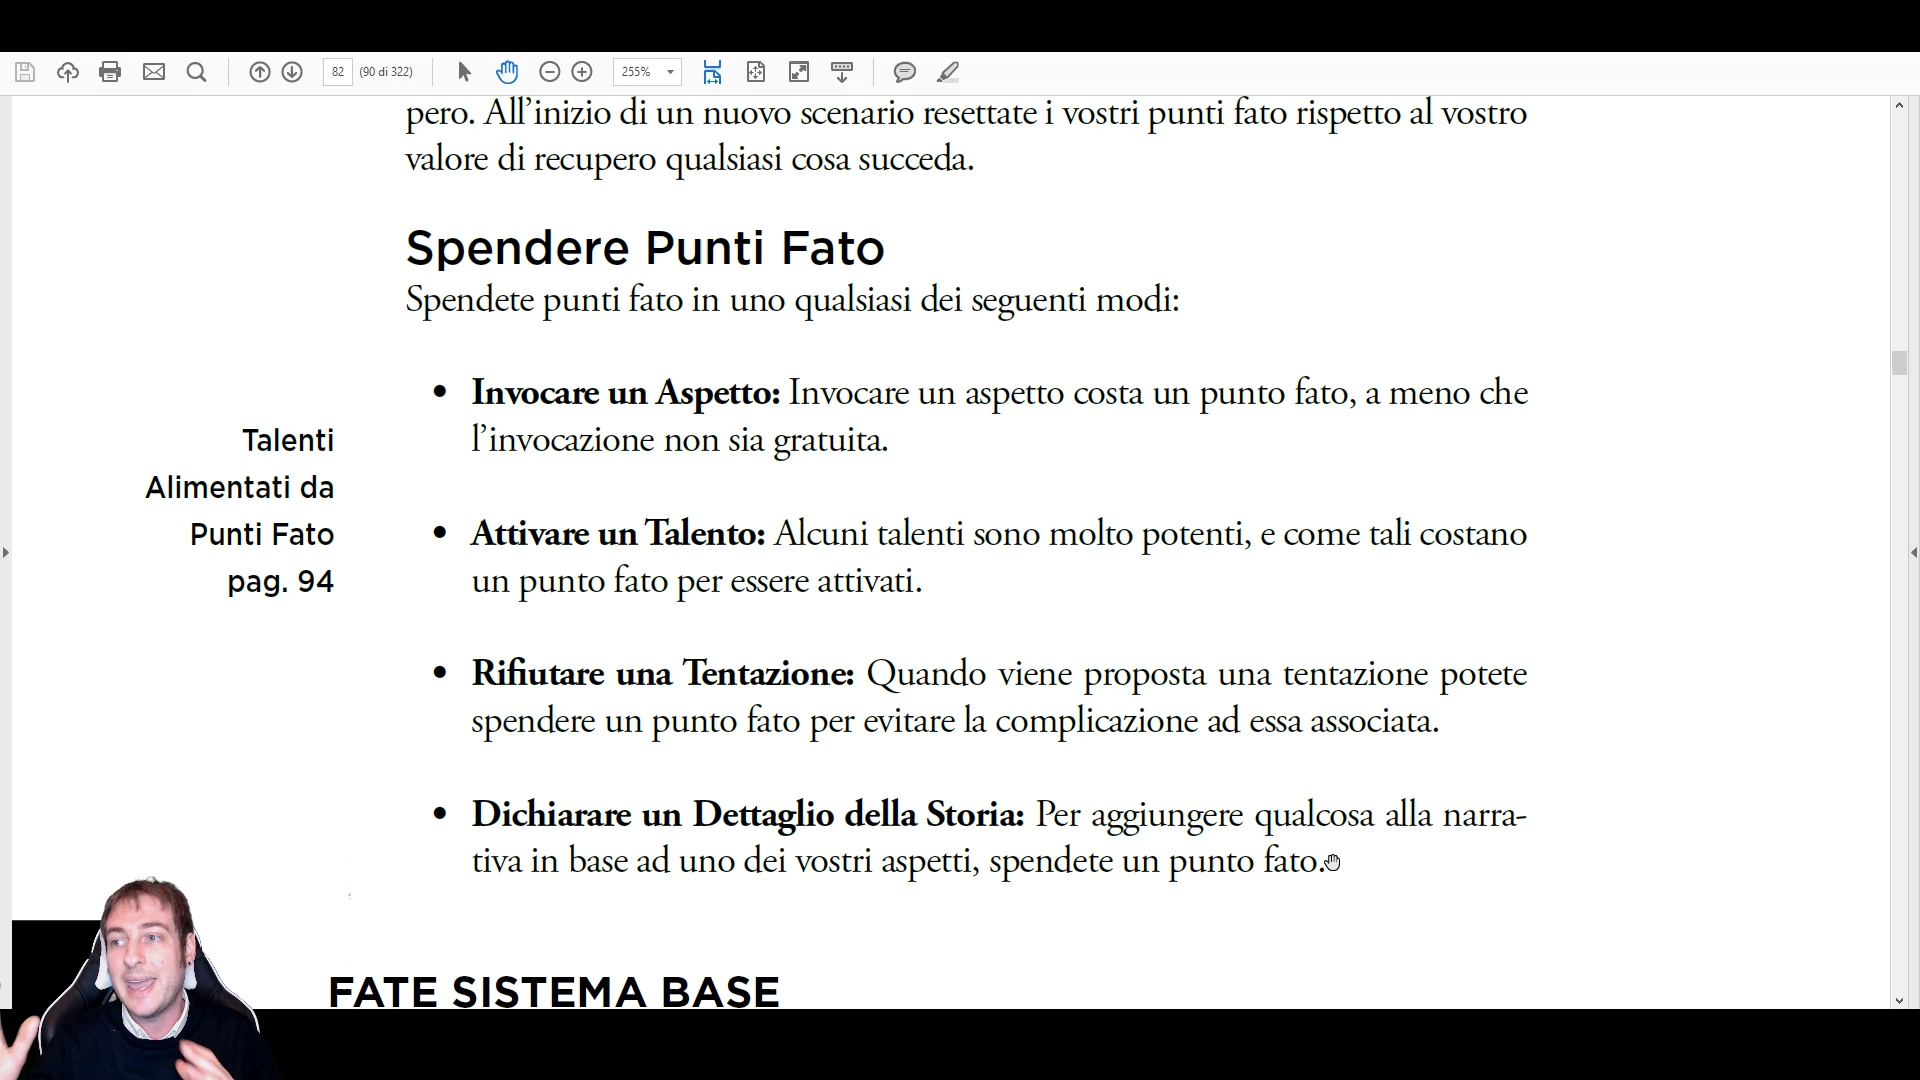 82 (90 di 322) 255%
pero. All'inizio di un nuovo scenario resettate i vostri punti fato rispetto al vostro
valore di recupero qualsiasi cosa succeda.
Spendere Punti Fato
Spendete punti fato in uno qualsiasi dei seguenti modi:
• Invocare un Aspetto: Invocare un aspetto costa un punto fato, a meno che
l'invocazione non sia gratuita.
Talenti
Alimentati da
Punti Fato
pag. 94
• Attivare un Talento: Alcuni talenti sono molto potenti, e come tali costano
un punto fato per essere attivati.
• Rifiutare una Tentazione: Quando viene proposta una tentazione potete
spendere un punto fato per evitare la complicazione ad essa associata.
• Dichiarare un Dettaglio della Storia: Per aggiungere qualcosa alla narra-
tiva in base ad uno dei vostri aspetti, spendete un punto fato.
FATE SISTEMA BASE